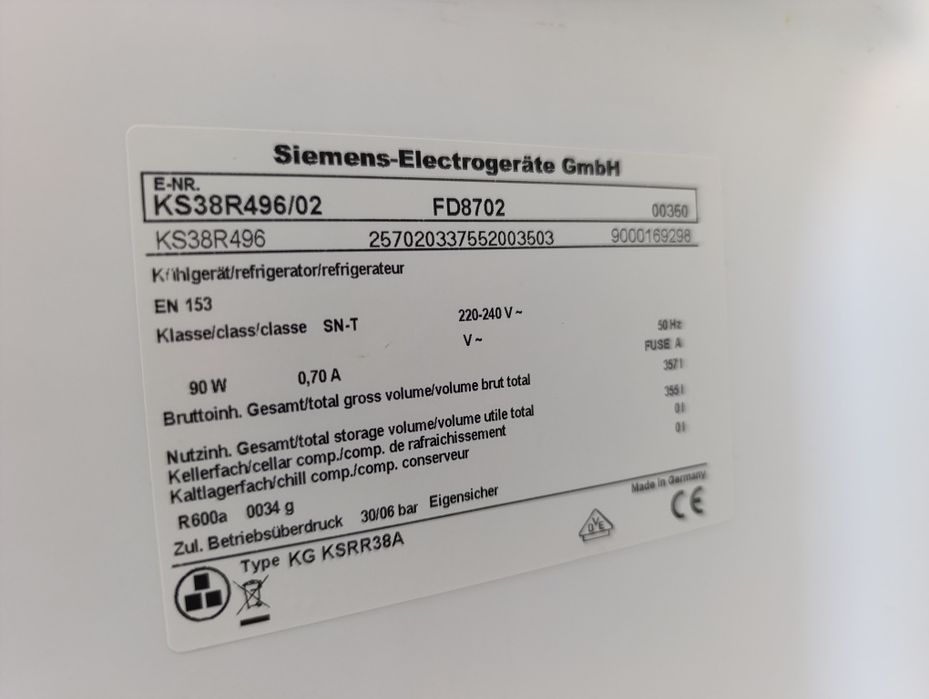 Siemens-Electrogeräte GmbH
E-NR.
KS38R496/02 FD8702 00350
KS38R496 257020337552003503 9000169298
Kühlgerät/refrigerator/refrigerateur
EN 153
Klasse/class/classe SN-T 220-240 V ~ 50 Hz
V ~ FUSE A
90 W 0,70 A
Bruttoinh. Gesamt/total gross volume/volume brut total 357 l
Nutzinh. Gesamt/total storage volume/volume utile total 355 l
Kellerfach/cellar comp./comp. de rafraichissement 0 l
Kaltlagerfach/chill comp./comp. conserveur 0 l
R600a 0034 g
Zul. Betriebsüberdruck 30/06 bar Eigensicher Made in Germany
Type KG KSRR38A
DVE CE